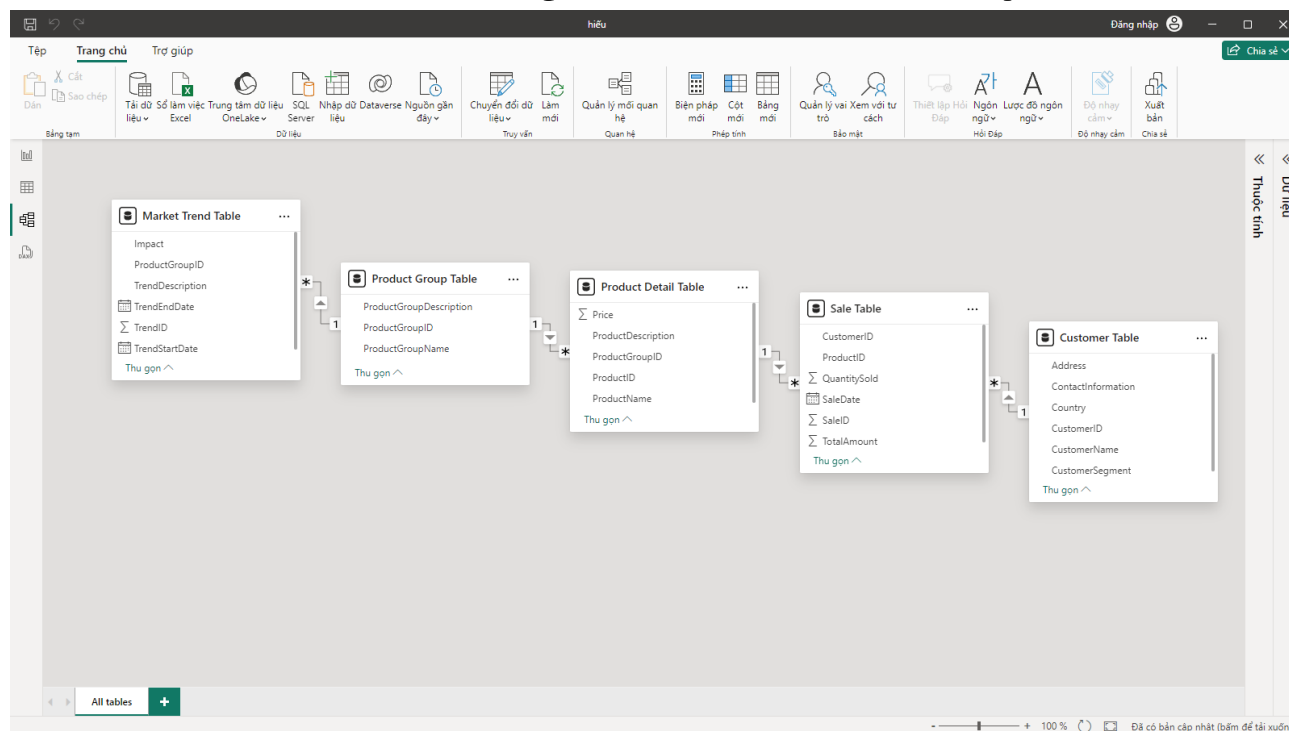 hiếu
Đăng nhập
Tệp Trang chủ Trợ giúp
Chia sẻ
Dán
Cắt
Sao chép
Tải dữ liệu
Sổ làm việc Excel
Trung tâm dữ liệu OneLake
SQL Server
Nhập dữ liệu
Dataverse
Nguồn gần đây
Chuyển đổi dữ liệu
Làm mới
Quản lý mối quan hệ
Biện pháp mới
Cột mới
Bảng mới
Quản lý vai trò
Xem với tư cách
Thiết lập Hỏi Đáp
Ngôn ngữ
Lược đồ ngôn ngữ
Độ nhạy cảm
Xuất bản
Bảng tạm
Dữ liệu
Truy vấn
Quan hệ
Phép tính
Bảo mật
Hỏi Đáp
Độ nhạy cảm
Chia sẻ
Market Trend Table
Impact
ProductGroupID
TrendDescription
TrendEndDate
∑ TrendID
TrendStartDate
Thu gọn
* 1
Product Group Table
ProductGroupDescription
ProductGroupID
ProductGroupName
Thu gọn
1 *
Product Detail Table
∑ Price
ProductDescription
ProductGroupID
ProductID
ProductName
Thu gọn
1 *
Sale Table
CustomerID
ProductID
∑ QuantitySold
SaleDate
∑ SaleID
∑ TotalAmount
Thu gọn
* 1
Customer Table
Address
ContactInformation
Country
CustomerID
CustomerName
CustomerSegment
Thu gọn
Thuộc tính
Dữ liệu
DAX
All tables +
- + 100 %
Đã có bản cập nhật (bấm để tải xuốn